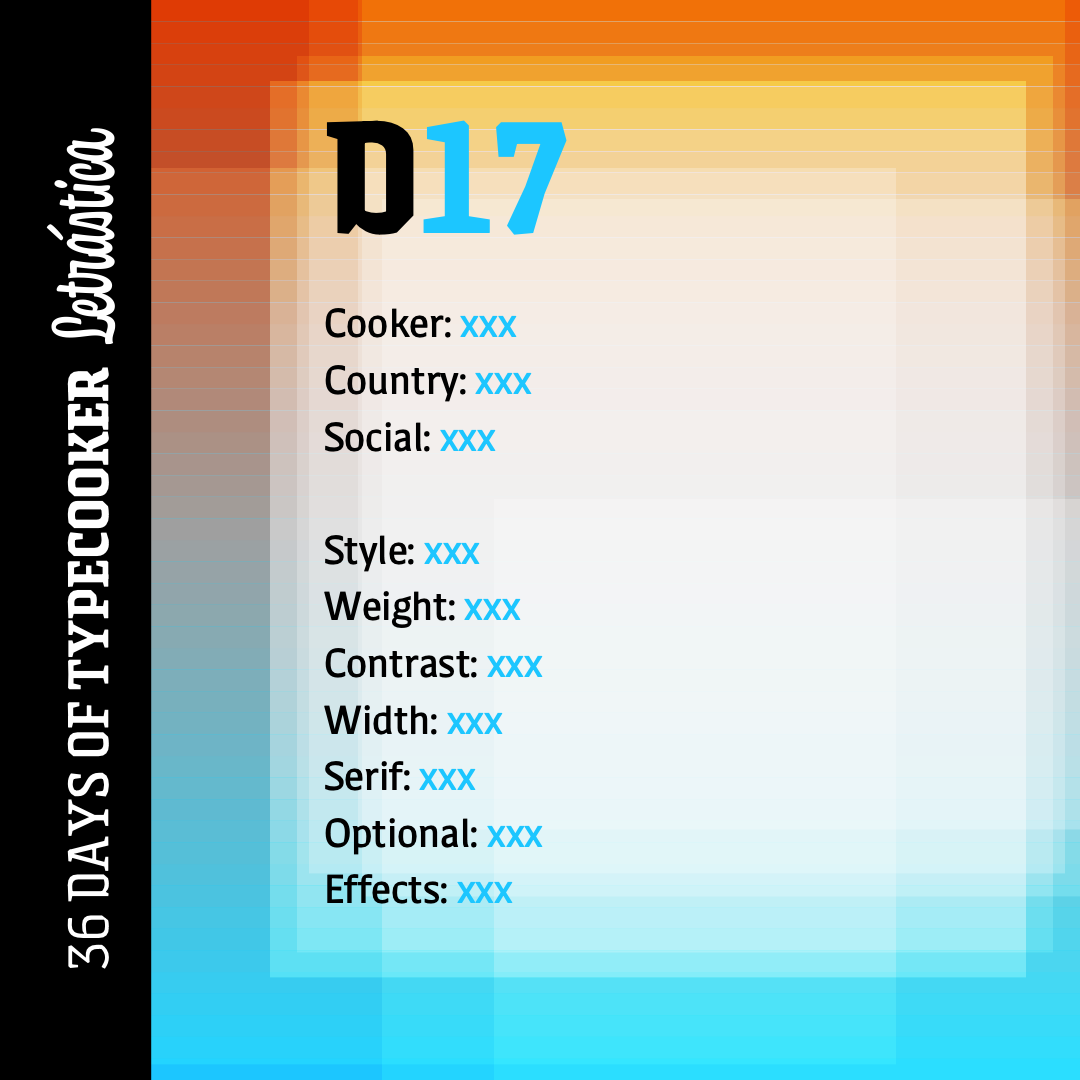 36 DAYS OF TYPECOOKER Letrástica
D17
Cooker: xxx
Country: xxx
Social: xxx
Style: xxx
Weight: xxx
Contrast: xxx
Width: xxx
Serif: xxx
Optional: xxx
Effects: xxx